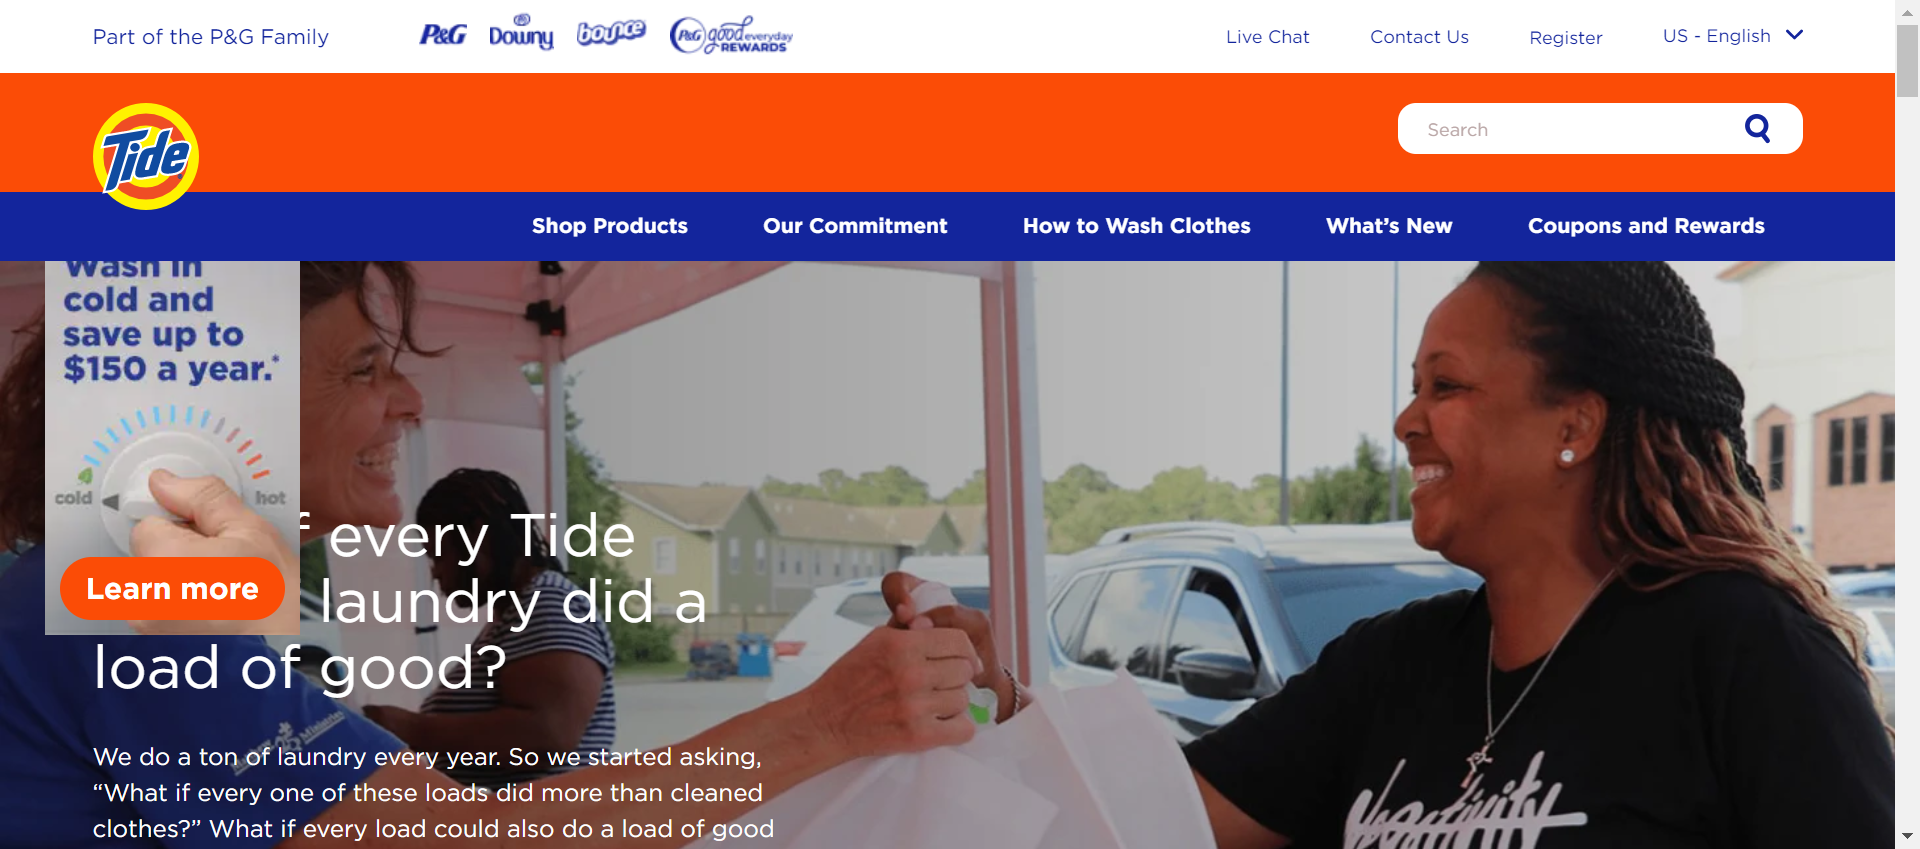 Part of the P&G Family
P&G
Downy
bounce
P&G good everyday
REWARDS
Live Chat
Contact Us
Register
US - English
Tide
Search
Shop Products
Our Commitment
How to Wash Clothes
What's New
Coupons and Rewards
Wash in
cold and
save up to
$150 a year.*
cold
hot
Learn more
every Tide
laundry did a
load of good?
Ministries
We do a ton of laundry every year. So we started asking,
“What if every one of these loads did more than cleaned
clothes?” What if every load could also do a load of good